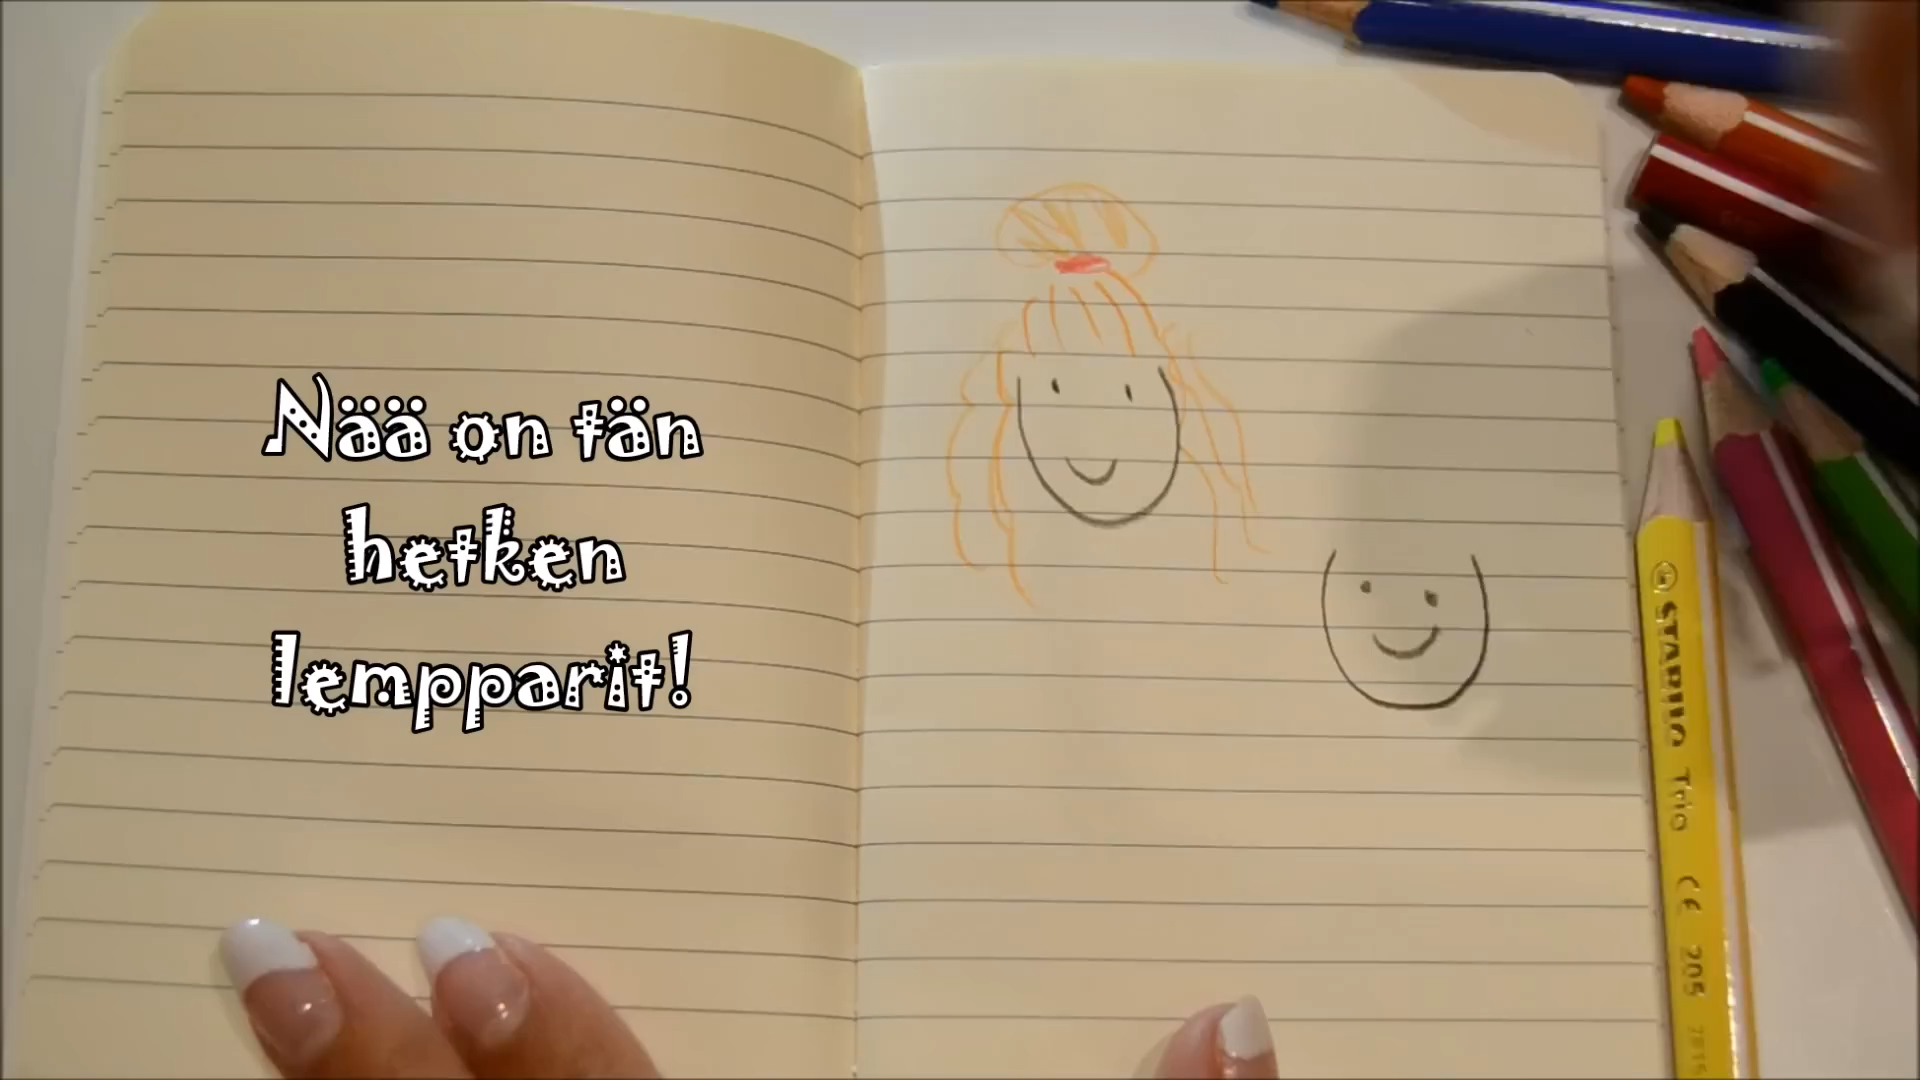 Nää on tän
hetken
lempparit!
STABILO Trio CE 205